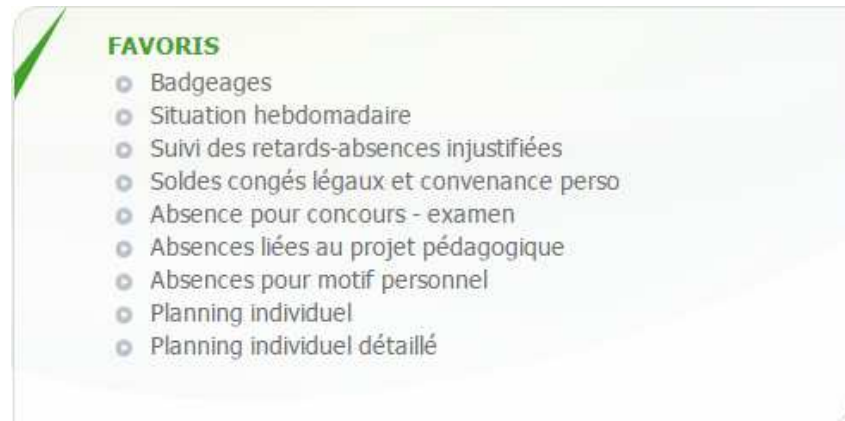 FAVORIS
Badgeages
Situation hebdomadaire
Suivi des retards-absences injustifiées
Soldes congés légaux et convenance perso
Absence pour concours - examen
Absences liées au projet pédagogique
Absences pour motif personnel
Planning individuel
Planning individuel détaillé